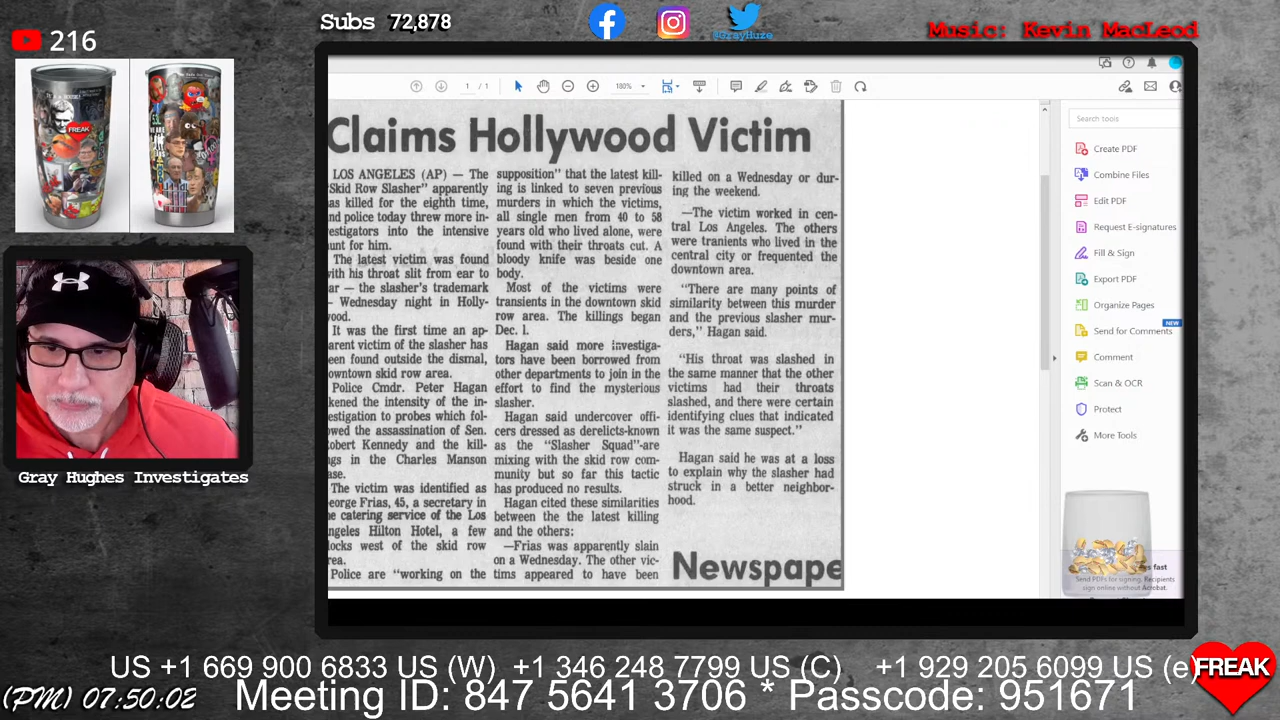 216
Subs 72,878
@GrayHuze
Music: Kevin MacLeod
FREAK
Gray Hughes Investigates
1 / 1
180%
Claims Hollywood Victim
LOS ANGELES (AP) — The
Skid Row Slasher" apparently
as killed for the eighth time,
nd police today threw more in-
vestigators into the intensive
unt for him.
The latest victim was found
ith his throat slit from ear to
ar — the slasher's trademark
— Wednesday night in Holly-
wood.
It was the first time an ap-
arent victim of the slasher has
een found outside the dismal,
owntown skid row area.
Police Cmdr. Peter Hagan
kened the intensity of the in-
estigation to probes which fol-
owed the assassination of Sen.
obert Kennedy and the kill-
gs in the Charles Manson
ase.
The victim was identified as
eorge Frias, 45, a secretary in
e catering service of the Los
ngeles Hilton Hotel, a few
locks west of the skid row
rea.
Police are "working on the
supposition" that the latest kill-
ing is linked to seven previous
murders in which the victims,
all single men from 40 to 58
years old who lived alone, were
found with their throats cut. A
bloody knife was beside one
body.
Most of the victims were
transients in the downtown skid
row area. The killings began
Dec. 1.
Hagan said more investiga-
tors have been borrowed from
other departments to join in the
effort to find the mysterious
slasher.
Hagan said undercover offi-
cers dressed as derelicts-known
as the "Slasher Squad"-are
mixing with the skid row com-
munity but so far this tactic
has produced no results.
Hagan cited these similarities
between the the latest killing
and the others:
—Frias was apparently slain
on a Wednesday. The other vic-
tims appeared to have been
killed on a Wednesday or dur-
ing the weekend.
—The victim worked in cen-
tral Los Angeles. The others
were tranients who lived in the
central city or frequented the
downtown area.
"There are many points of
similarity between this murder
and the previous slasher mur-
ders," Hagan said.
"His throat was slashed in
the same manner that the other
victims had their throats
slashed, and there were certain
identifying clues that indicated
it was the same suspect."
Hagan said he was at a loss
to explain why the slasher had
struck in a better neighbor-
hood.
Newspape
Search tools
Create PDF
Combine Files
Edit PDF
Request E-signatures
Fill & Sign
Export PDF
Organize Pages
NEW
Send for Comments
Comment
Scan & OCR
Protect
More Tools
es fast
Send PDFs for signing. Recipients
sign online without Acrobat.
US +1 669 900 6833 US (W) +1 346 248 7799 US (C) +1 929 205 6099 US (e)
FREAK
(PM) 07:50:02
Meeting ID: 847 5641 3706 * Passcode: 951671